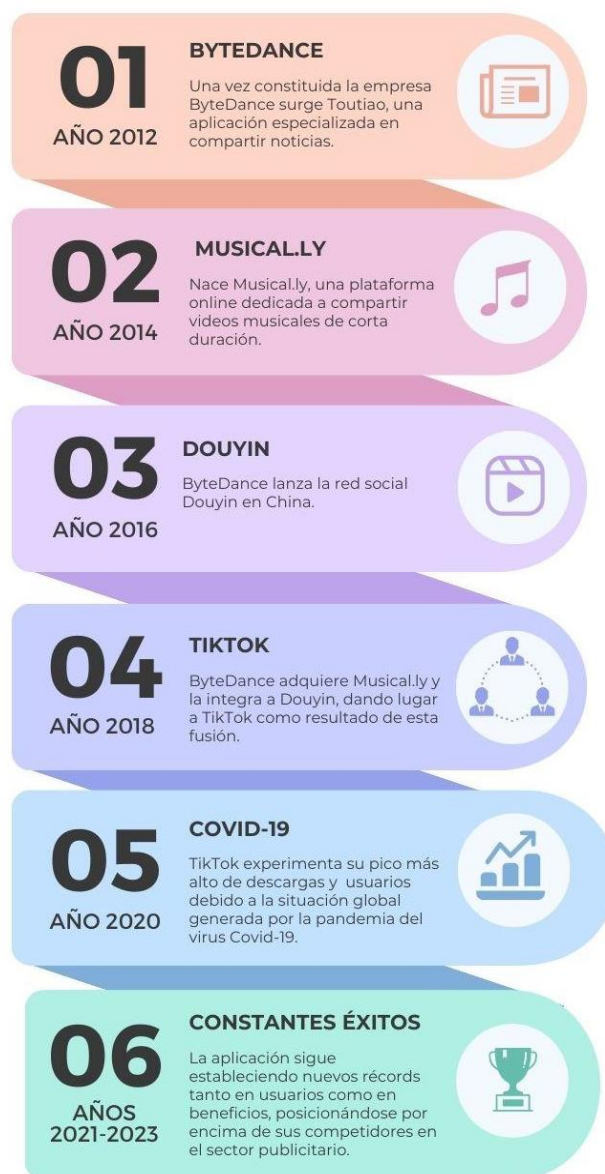 01
AÑO 2012
BYTEDANCE
Una vez constituida la empresa
ByteDance surge Toutiao, una
aplicación especializada en
compartir noticias.
02
AÑO 2014
MUSICAL.LY
Nace Musical.ly, una plataforma
online dedicada a compartir
videos musicales de corta
duración.
03
AÑO 2016
DOUYIN
ByteDance lanza la red social
Douyin en China.
04
AÑO 2018
TIKTOK
ByteDance adquiere Musical.ly y
la integra a Douyin, dando lugar
a TikTok como resultado de esta
fusión.
05
AÑO 2020
COVID-19
TikTok experimenta su pico más
alto de descargas y usuarios
debido a la situación global
generada por la pandemia del
virus Covid-19.
06
AÑOS
2021-2023
CONSTANTES ÉXITOS
La aplicación sigue
estableciendo nuevos récords
tanto en usuarios como en
beneficios, posicionándose por
encima de sus competidores en
el sector publicitario.